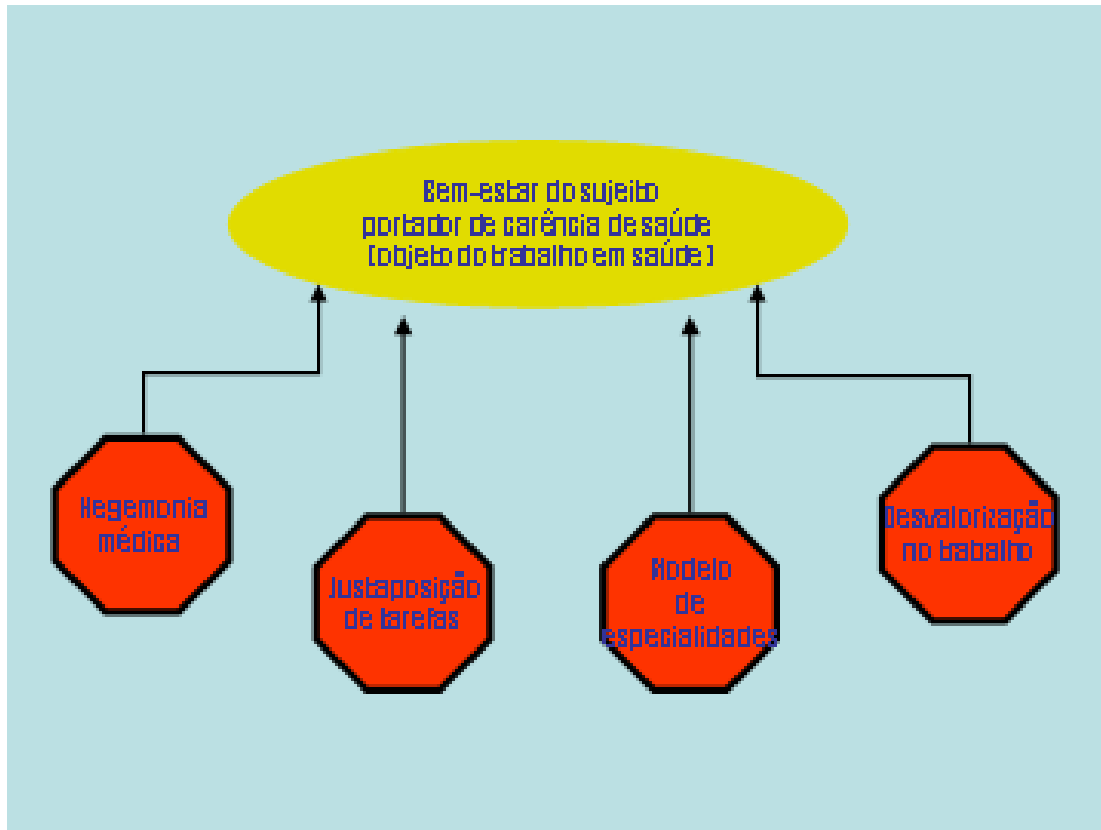 Bem-estar do sujeito
portador de carência de saúde
(objeto do trabalho em saúde)
Hegemonia
médica
Justaposição
de tarefas
Modelo
de
especialidades
Desvalorização
no trabalho